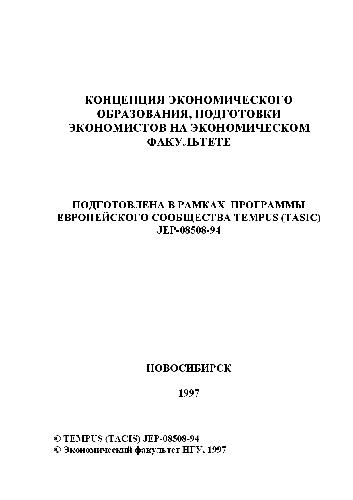 КОНЦЕПЦИЯ ЭКОНОМИЧЕСКОГО
ОБРАЗОВАНИЯ, ПОДГОТОВКИ
ЭКОНОМИСТОВ НА ЭКОНОМИЧЕСКОМ
ФАКУЛЬТЕТЕ
ПОДГОТОВЛЕНА В РАМКАХ ПРОГРАММЫ
ЕВРОПЕЙСКОГО СООБЩЕСТВА TEMPUS (TASIC)
JEP-08508-94
НОВОСИБИРСК
1997
© TEMPUS (TACIS) JEP-08508-94
© Экономический факультет НГУ, 1997